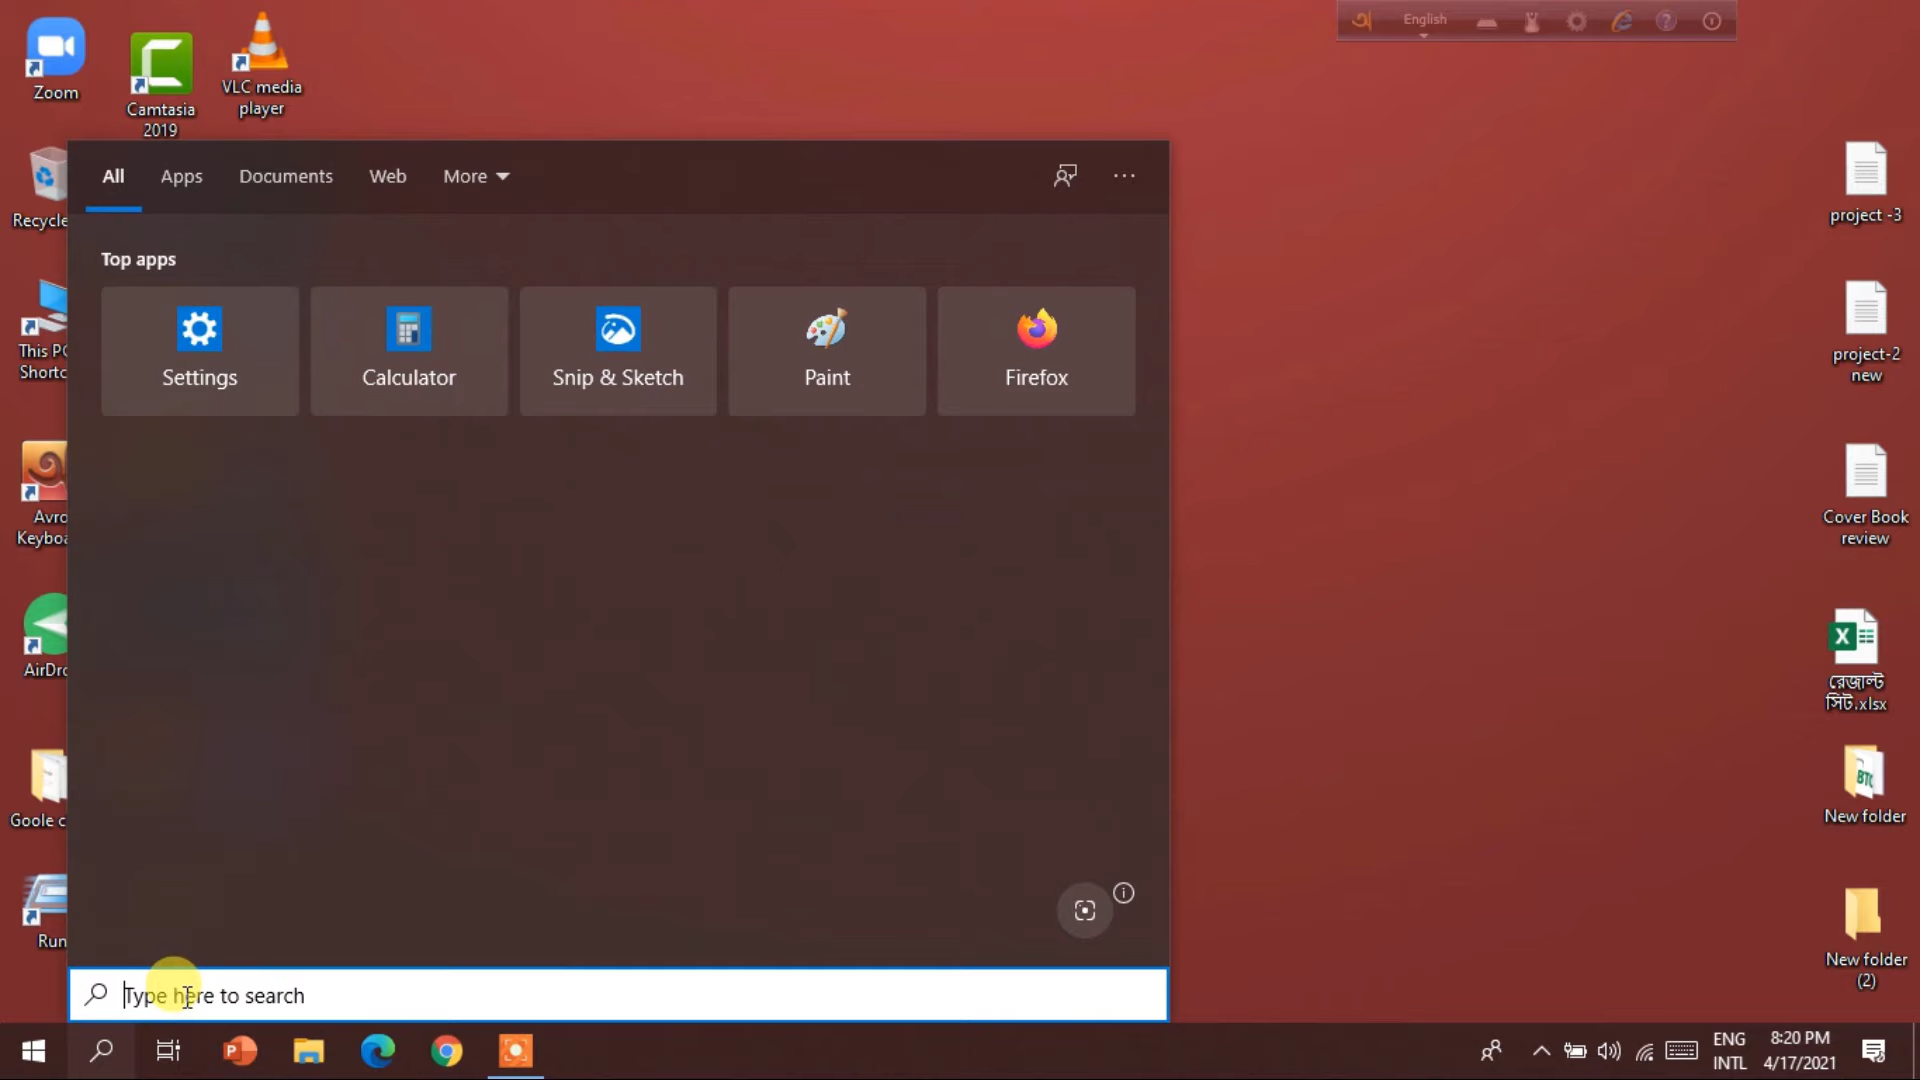 English
Zoom
Camtasia
2019
VLC media
player
Recycle
This PC
Shortc
Avro
Keyboa
AirDro
Goole c
Run
All
Apps
Documents
Web
More
Top apps
Settings
Calculator
Snip & Sketch
Paint
Firefox
Type here to search
project -3
project-2
new
Cover Book
review
রেজাল্ট
সিট.xlsx
BTC
New folder
New folder
(2)
ENG
INTL
8:20 PM
4/17/2021